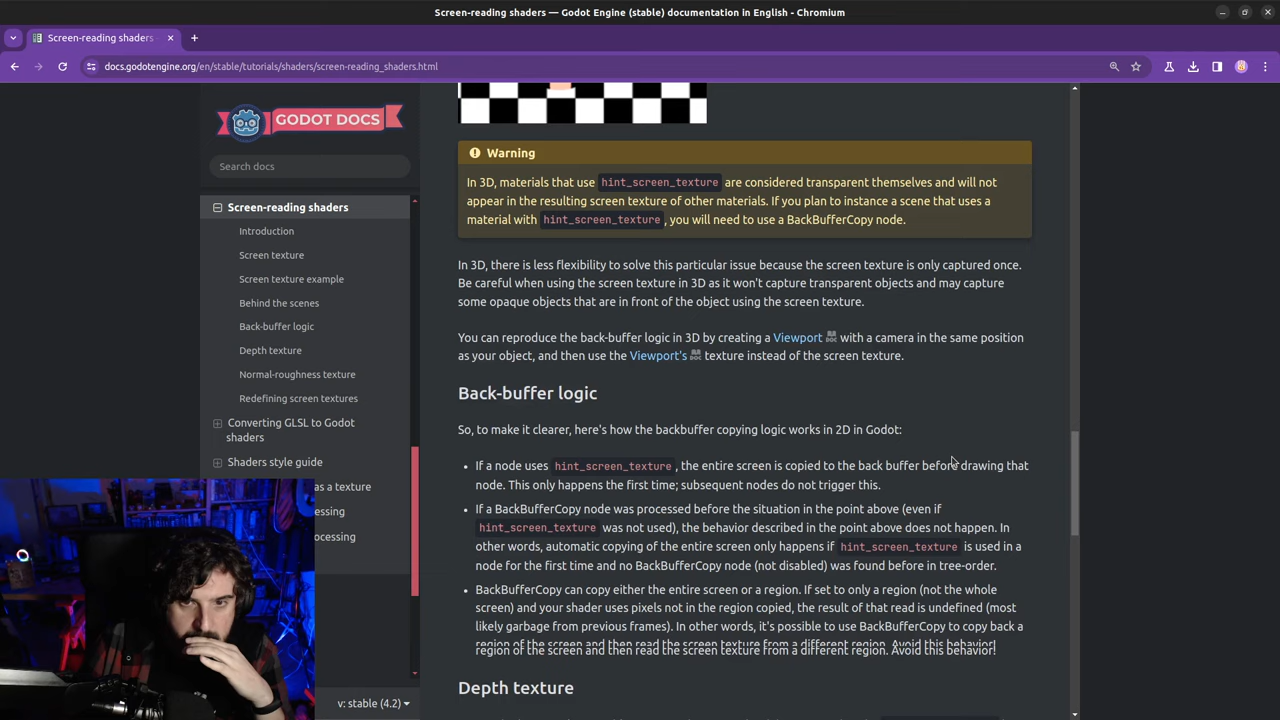 Screen-reading shaders — Godot Engine (stable) documentation in English - Chromium
Screen-reading shaders
docs.godotengine.org/en/stable/tutorials/shaders/screen-reading_shaders.html
GODOT DOCS
Search docs
Screen-reading shaders
Introduction
Screen texture
Screen texture example
Behind the scenes
Back-buffer logic
Depth texture
Normal-roughness texture
Redefining screen textures
Converting GLSL to Godot
shaders
Shaders style guide
as a texture
v: stable (4.2)
Warning
In 3D, materials that use hint_screen_texture are considered transparent themselves and will not
appear in the resulting screen texture of other materials. If you plan to instance a scene that uses a
material with hint_screen_texture, you will need to use a BackBufferCopy node.
In 3D, there is less flexibility to solve this particular issue because the screen texture is only captured once.
Be careful when using the screen texture in 3D as it won't capture transparent objects and may capture
some opaque objects that are in front of the object using the screen texture.
You can reproduce the back-buffer logic in 3D by creating a Viewport with a camera in the same position
as your object, and then use the Viewport's texture instead of the screen texture.
Back-buffer logic
So, to make it clearer, here's how the backbuffer copying logic works in 2D in Godot:
• If a node uses hint_screen_texture, the entire screen is copied to the back buffer before drawing that
node. This only happens the first time; subsequent nodes do not trigger this.
• If a BackBufferCopy node was processed before the situation in the point above (even if
hint_screen_texture was not used), the behavior described in the point above does not happen. In
other words, automatic copying of the entire screen only happens if hint_screen_texture is used in a
node for the first time and no BackBufferCopy node (not disabled) was found before in tree-order.
• BackBufferCopy can copy either the entire screen or a region. If set to only a region (not the whole
screen) and your shader uses pixels not in the region copied, the result of that read is undefined (most
likely garbage from previous frames). In other words, it's possible to use BackBufferCopy to copy back a
region of the screen and then read the screen texture from a different region. Avoid this behavior!
Depth texture